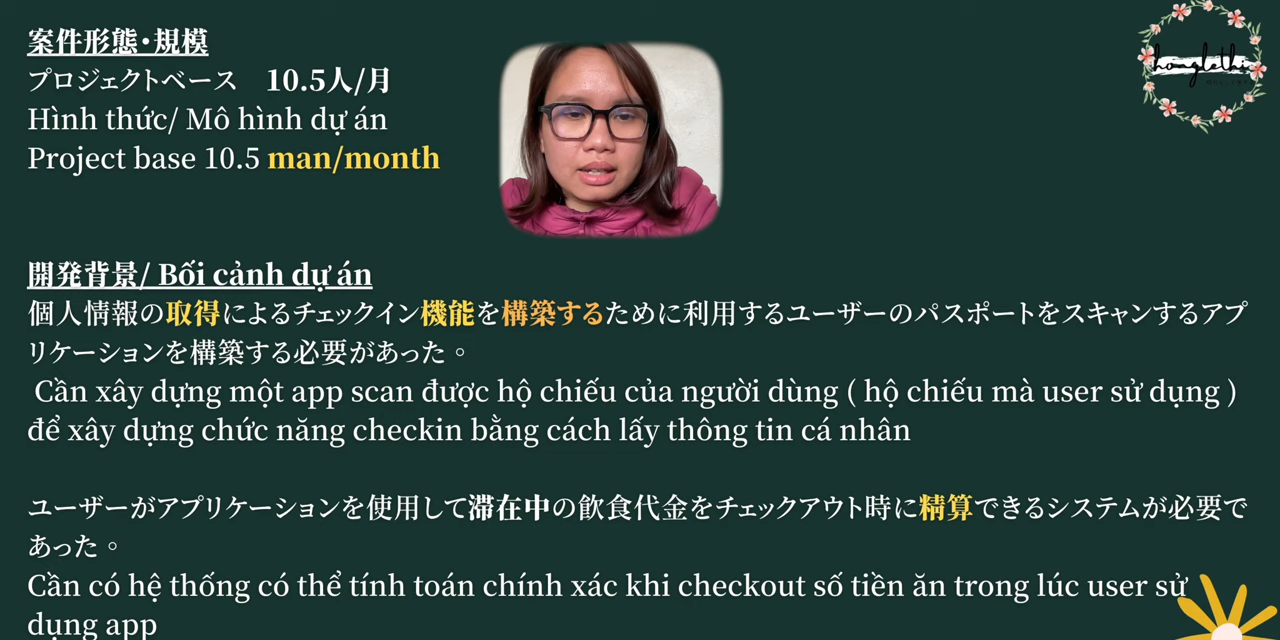 案件形態・規模
プロジェクトベース　10.5人/月
Hình thức/ Mô hình dự án
Project base 10.5 man/month
honglethi
開発背景/ Bối cảnh dự án
個人情報の取得によるチェックイン機能を構築するために利用するユーザーのパスポートをスキャンするアプ
リケーションを構築する必要があった。
Cần xây dựng một app scan được hộ chiếu của người dùng ( hộ chiếu mà user sử dụng )
để xây dựng chức năng checkin bằng cách lấy thông tin cá nhân
ユーザーがアプリケーションを使用して滞在中の飲食代金をチェックアウト時に精算できるシステムが必要で
あった。
Cần có hệ thống có thể tính toán chính xác khi checkout số tiền ăn trong lúc user sử
dụng app